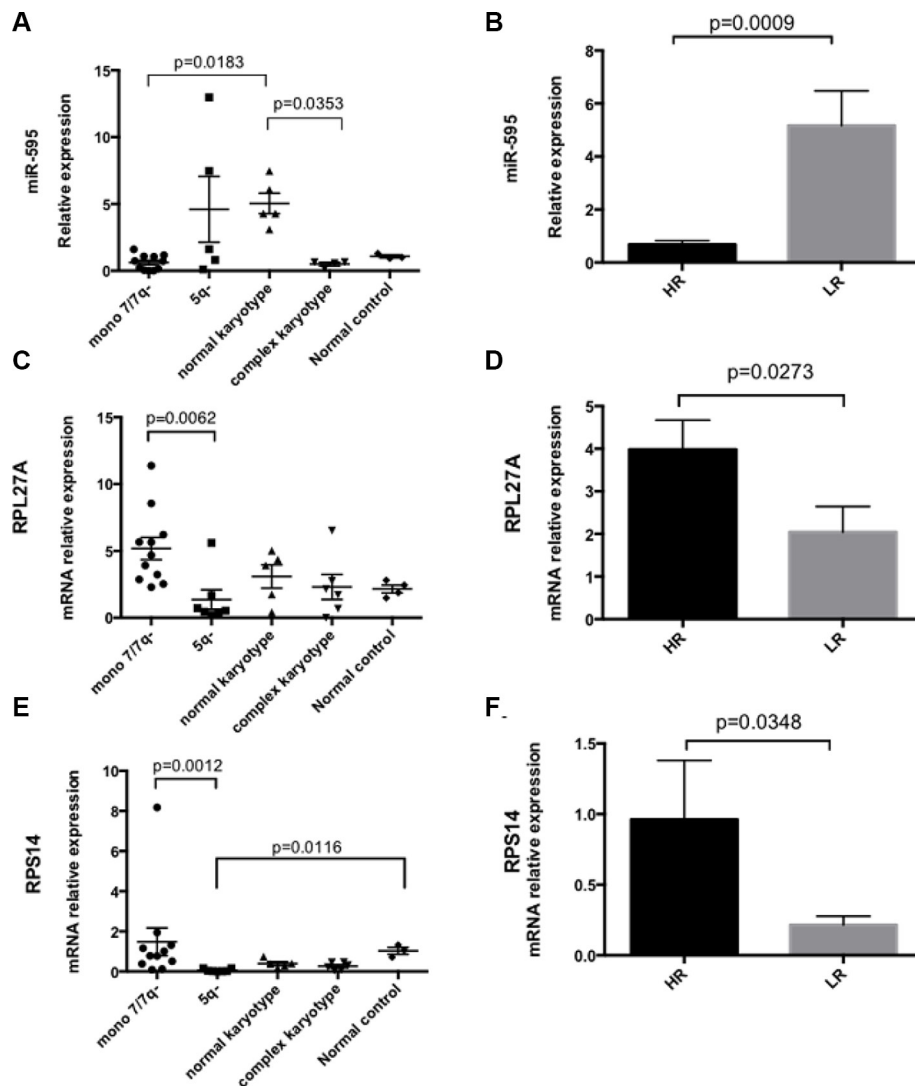 A
miR-595
Relative expression
15
10
5
0
p=0.0183
p=0.0353
mono 7/7q-
5q-
normal karyotype
complex karyotype
Normal control
B
miR-595
Relative expression
8
6
4
2
0
p=0.0009
HR
LR
C
RPL27A
mRNA relative expression
15
10
5
0
p=0.0062
mono 7/7q-
5q-
normal karyotype
complex karyotype
Normal control
D
RPL27A
mRNA relative expression
5
4
3
2
1
0
p=0.0273
HR
LR
E
RPS14
mRNA relative expression
10
8
6
4
2
0
p=0.0012
p=0.0116
mono 7/7q-
5q-
normal karyotype
complex karyotype
Normal control
F
RPS14
mRNA relative expression
1.5
1.0
0.5
0.0
p=0.0348
HR
LR